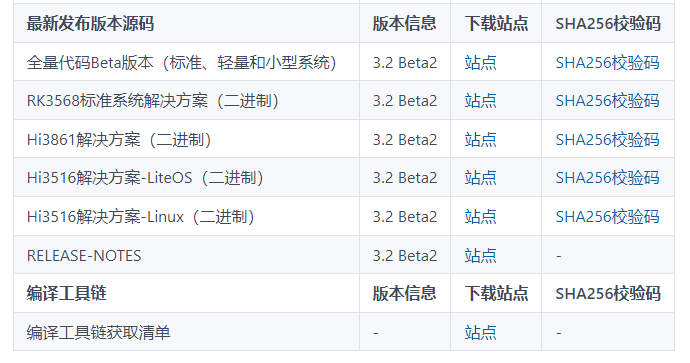 最新发布版本源码 版本信息 下载站点 SHA256校验码
全量代码Beta版本（标准、轻量和小型系统） 3.2 Beta2 站点 SHA256校验码
RK3568标准系统解决方案（二进制） 3.2 Beta2 站点 SHA256校验码
Hi3861解决方案（二进制） 3.2 Beta2 站点 SHA256校验码
Hi3516解决方案-LiteOS（二进制） 3.2 Beta2 站点 SHA256校验码
Hi3516解决方案-Linux（二进制） 3.2 Beta2 站点 SHA256校验码
RELEASE-NOTES 3.2 Beta2 站点 -
编译工具链 版本信息 下载站点 SHA256校验码
编译工具链获取清单 - 站点 -